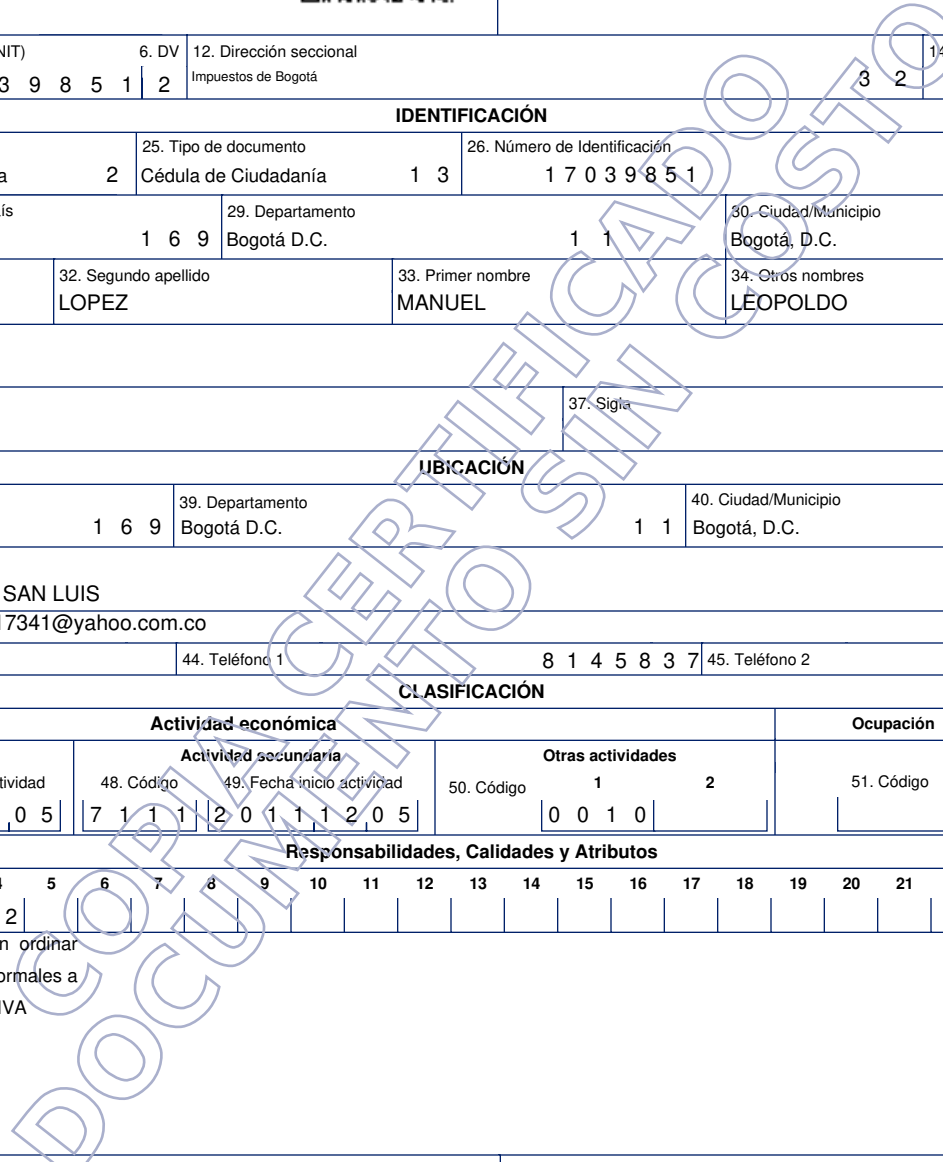 NIT) 6. DV 12. Dirección seccional 14
3 9 8 5 1 2 Impuestos de Bogotá 3 2
IDENTIFICACIÓN
25. Tipo de documento 26. Número de Identificación
a 2 Cédula de Ciudadanía 1 3 1 7 0 3 9 8 5 1
ís 29. Departamento 30. Ciudad/Municipio
1 6 9 Bogotá D.C. 1 1 Bogotá, D.C.
32. Segundo apellido 33. Primer nombre 34. Otros nombres
LOPEZ MANUEL LEOPOLDO
37. Sigla
UBICACIÓN
39. Departamento 40. Ciudad/Municipio
1 6 9 Bogotá D.C. 1 1 Bogotá, D.C.
SAN LUIS
17341@yahoo.com.co
44. Teléfono 1 8 1 4 5 8 3 7 45. Teléfono 2
CLASIFICACIÓN
Actividad económica Ocupación
Actividad secundaria Otras actividades
tividad 48. Código 49. Fecha inicio actividad 50. Código 1 2 51. Código
0 5 7 1 1 1 2 0 1 1 1 2 0 5 0 0 1 0
Responsabilidades, Calidades y Atributos
4 5 6 7 8 9 10 11 12 13 14 15 16 17 18 19 20 21
2
n ordinar
ormales a
IVA
COPIA CERTIFICADO
DOCUMENTO SIN COSTO